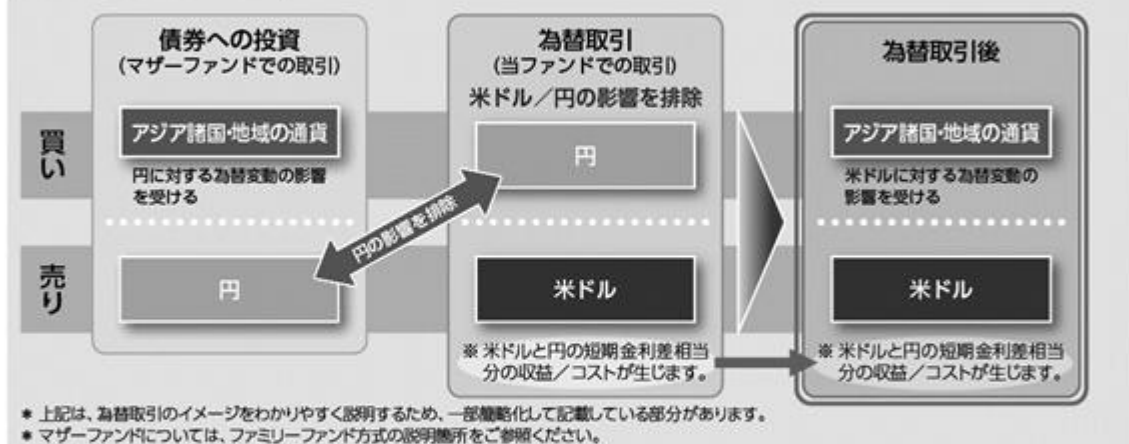 債券への投資
(マザーファンドでの取引)
為替取引
(当ファンドでの取引)
米ドル／円の影響を排除
為替取引後
買い
アジア諸国・地域の通貨
円に対する為替変動の影響
を受ける
円
アジア諸国・地域の通貨
米ドルに対する為替変動の
影響を受ける
円の影響を排除
売り
円
米ドル
※ 米ドルと円の短期金利差相当
分の収益／コストが生じます。
米ドル
※ 米ドルと円の短期金利差相当
分の収益／コストが生じます。
* 上記は、為替取引のイメージをわかりやすく説明するため、一部簡略化して記載している部分があります。
* マザーファンドについては、ファミリーファンド方式の説明箇所をご参照ください。